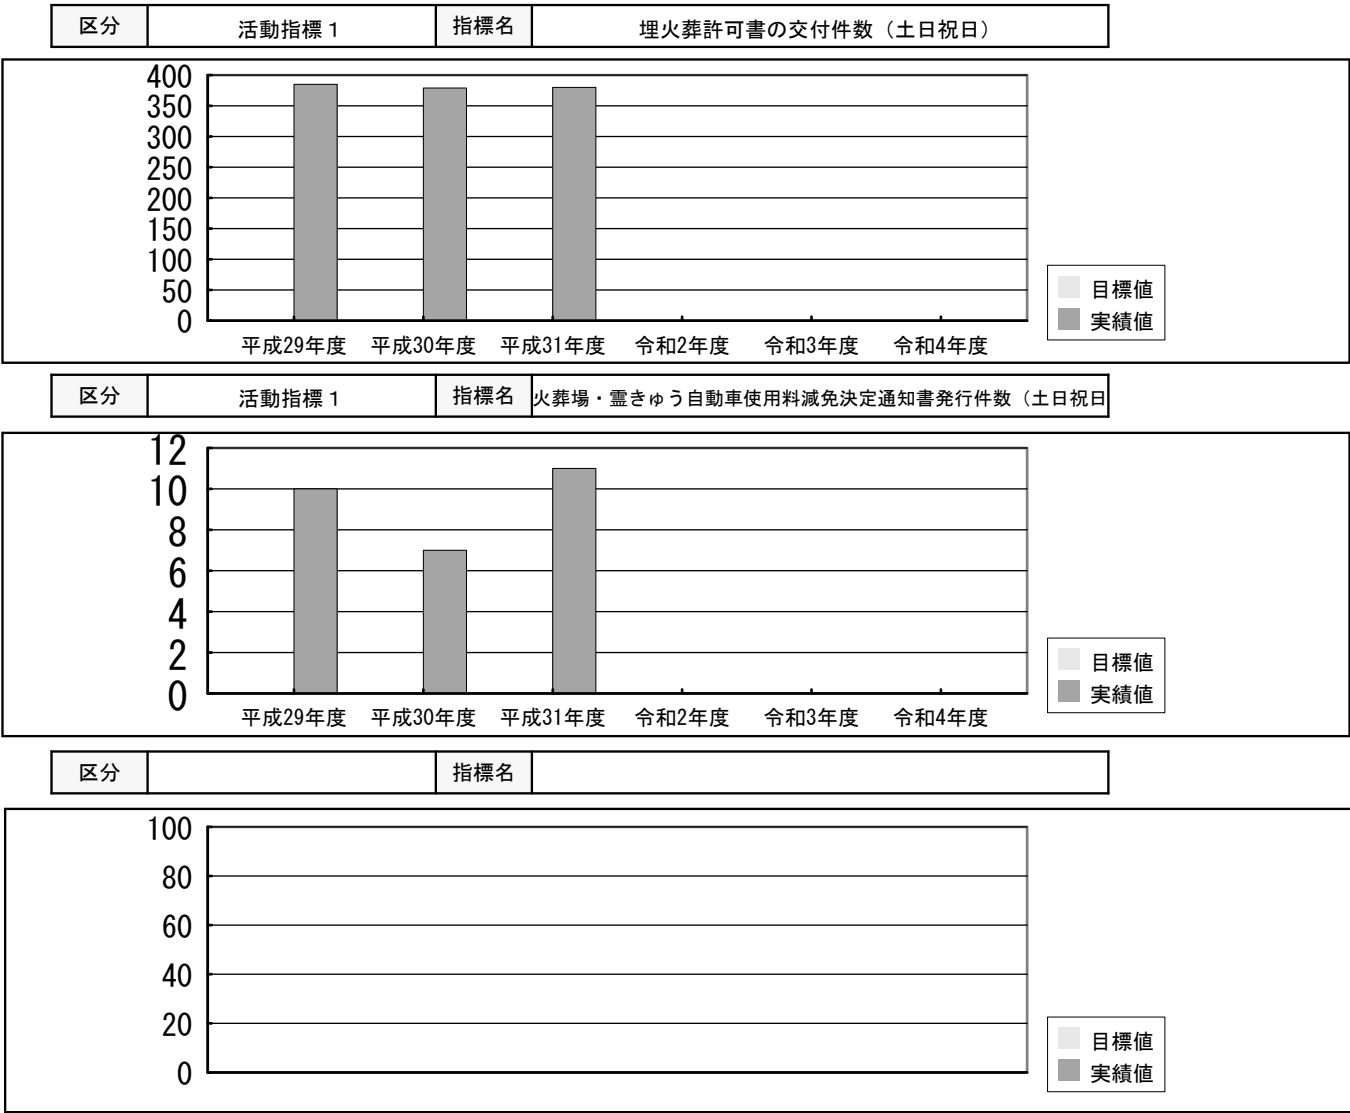 区分 活動指標１ 指標名 埋火葬許可書の交付件数（土日祝日）
400
350
300
250
200
150
100
50
0
平成29年度 平成30年度 平成31年度 令和2年度 令和3年度 令和4年度
目標値
実績値
区分 活動指標１ 指標名 火葬場・霊きゅう自動車使用料減免決定通知書発行件数（土日祝日
12
10
8
6
4
2
0
平成29年度 平成30年度 平成31年度 令和2年度 令和3年度 令和4年度
目標値
実績値
区分 指標名
100
80
60
40
20
0
目標値
実績値